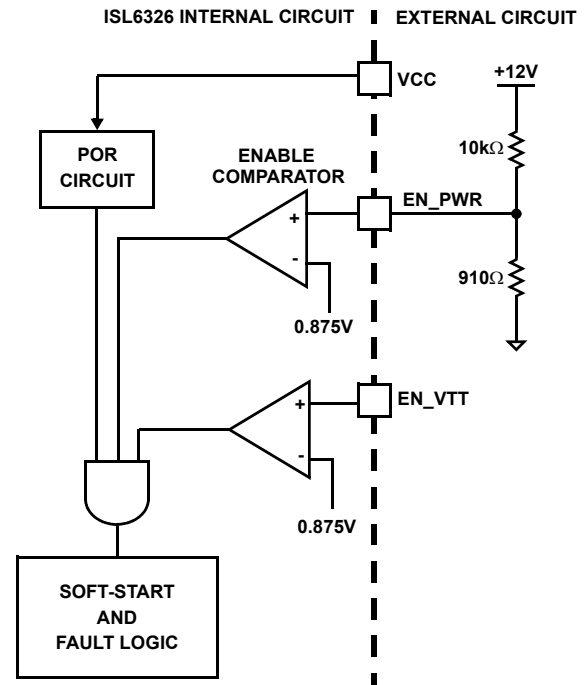 ISL6326 INTERNAL CIRCUIT
EXTERNAL CIRCUIT
VCC
+12V
POR
CIRCUIT
ENABLE
COMPARATOR
10kΩ
+
EN_PWR
-
910Ω
0.875V
+
EN_VTT
-
0.875V
SOFT-START
AND
FAULT LOGIC